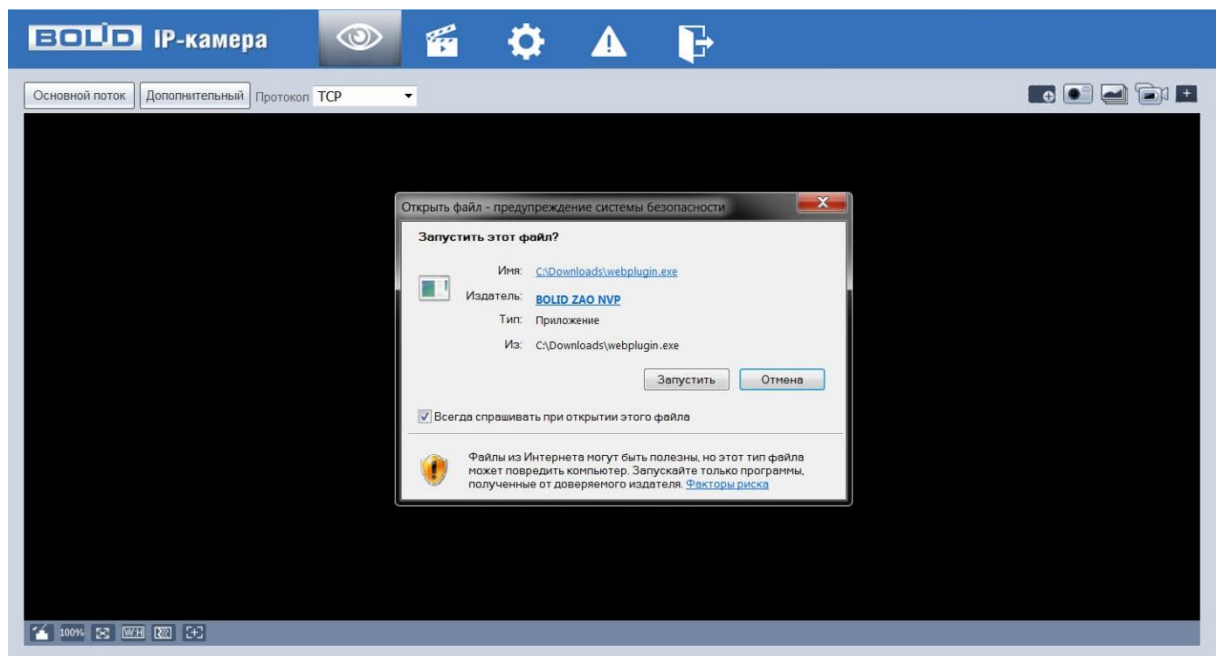 BOLID IP-камера
Основной поток Дополнительный Протокол TCP
Открыть файл - предупреждение системы безопасности
Запустить этот файл?
Имя: C:\Downloads\webplugin.exe
Издатель: BOLID ZAO NVP
Тип: Приложение
Из: C:\Downloads\webplugin.exe
Запустить Отмена
Всегда спрашивать при открытии этого файла
Файлы из Интернета могут быть полезны, но этот тип файла
может повредить компьютер. Запускайте только программы,
полученные от доверяемого издателя. Факторы риска
100% W:H